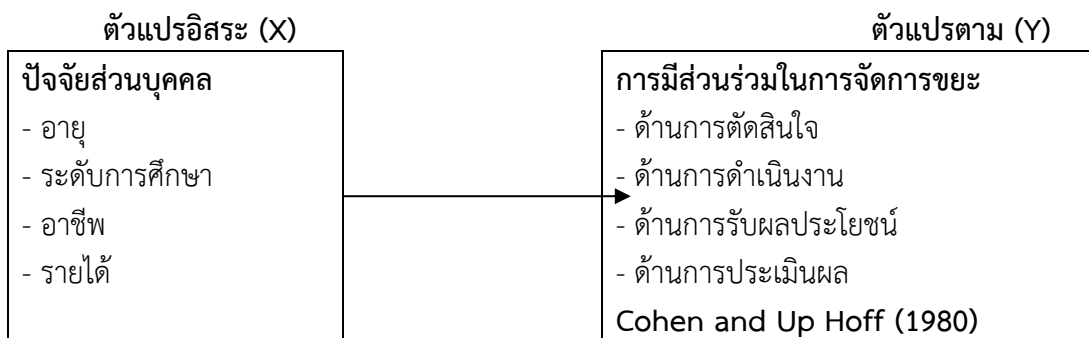 ตัวแปรอิสระ (X)
ตัวแปรตาม (Y)
ปัจจัยส่วนบุคคล
- อายุ
- ระดับการศึกษา
- อาชีพ
- รายได้
การมีส่วนร่วมในการจัดการขยะ
- ด้านการตัดสินใจ
- ด้านการดำเนินงาน
- ด้านการรับผลประโยชน์
- ด้านการประเมินผล
Cohen and Up Hoff (1980)